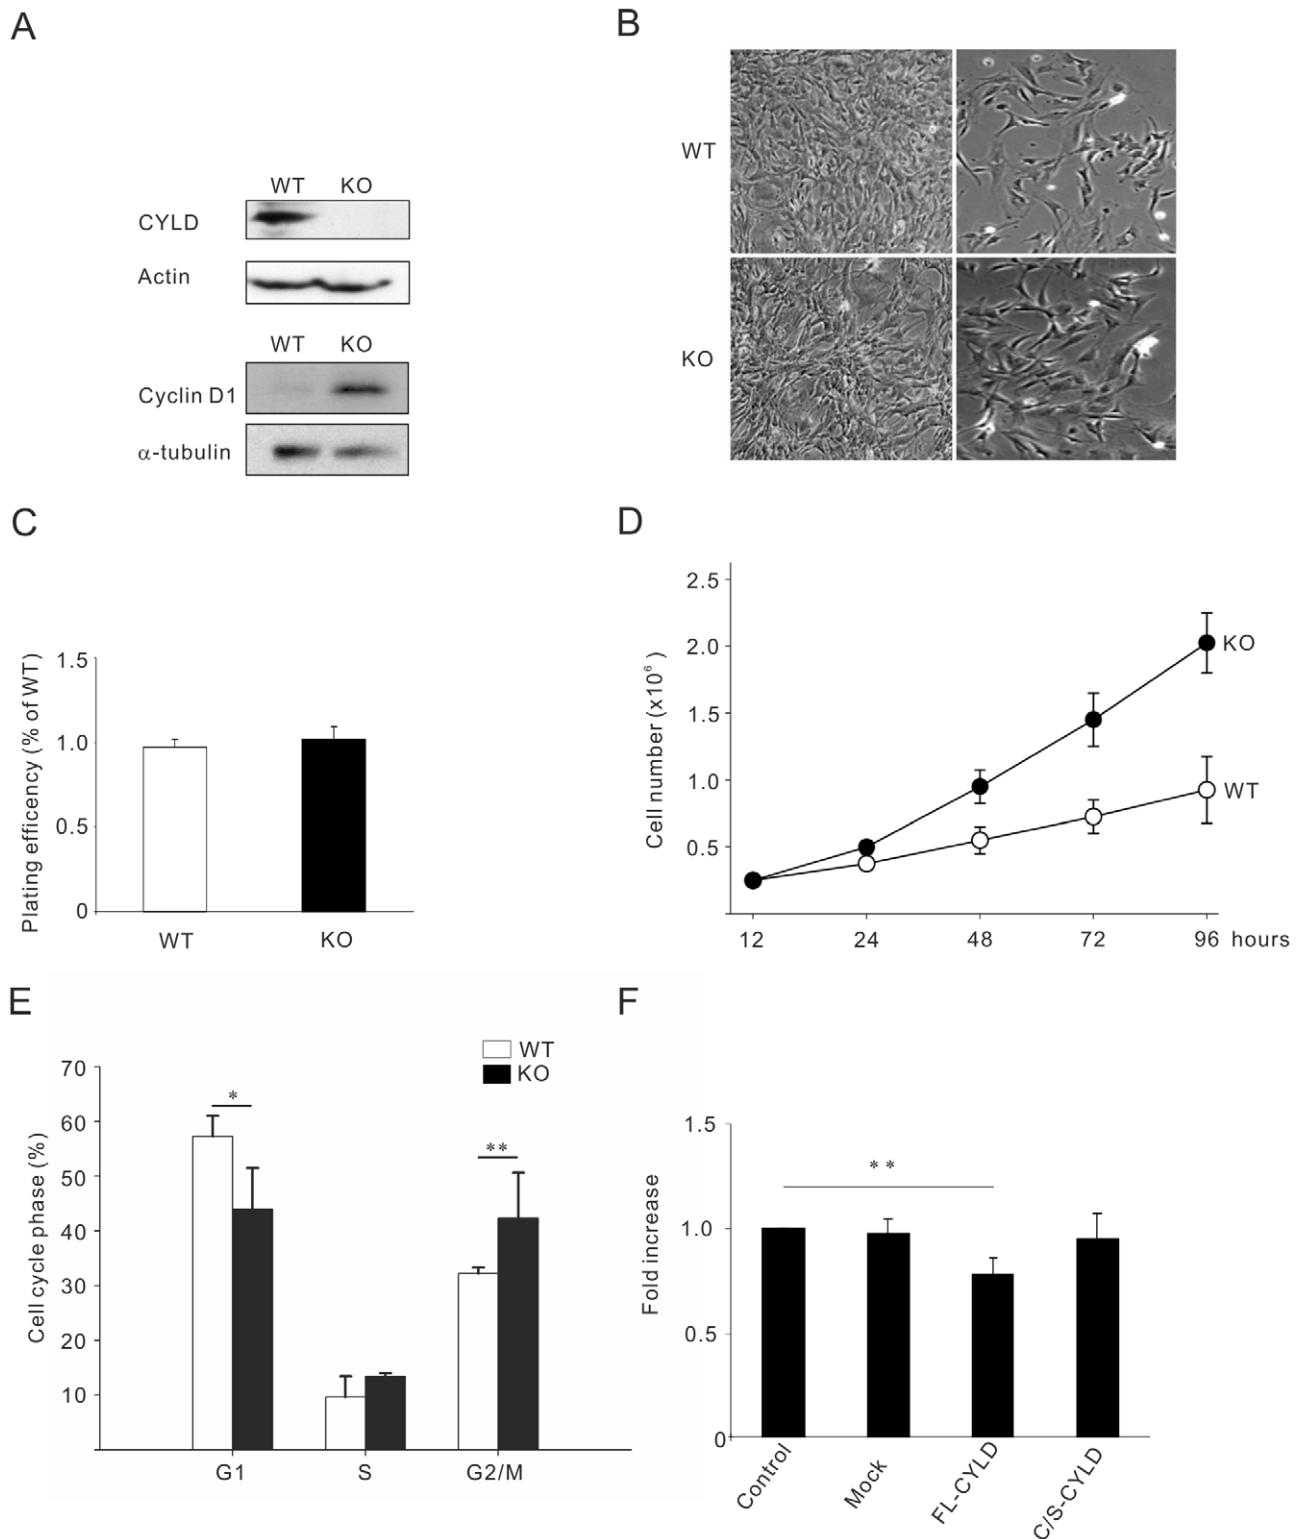 A
WT KO
CYLD
Actin
WT KO
Cyclin D1
α-tubulin
B
WT
KO
C
Plating efficency (% of WT)
1.5
1.0
0.5
0
WT KO
D
Cell number (x10⁶ )
2.5
2.0
1.5
1.0
0.5
KO
WT
12 24 48 72 96 hours
E
Cell cycle phase (%)
70
60
50
40
30
20
10
WT
KO
*
**
G1 S G2/M
F
Fold increase
1.5
1.0
0.5
0
* *
Control
Mock
FL-CYLD
C/S-CYLD